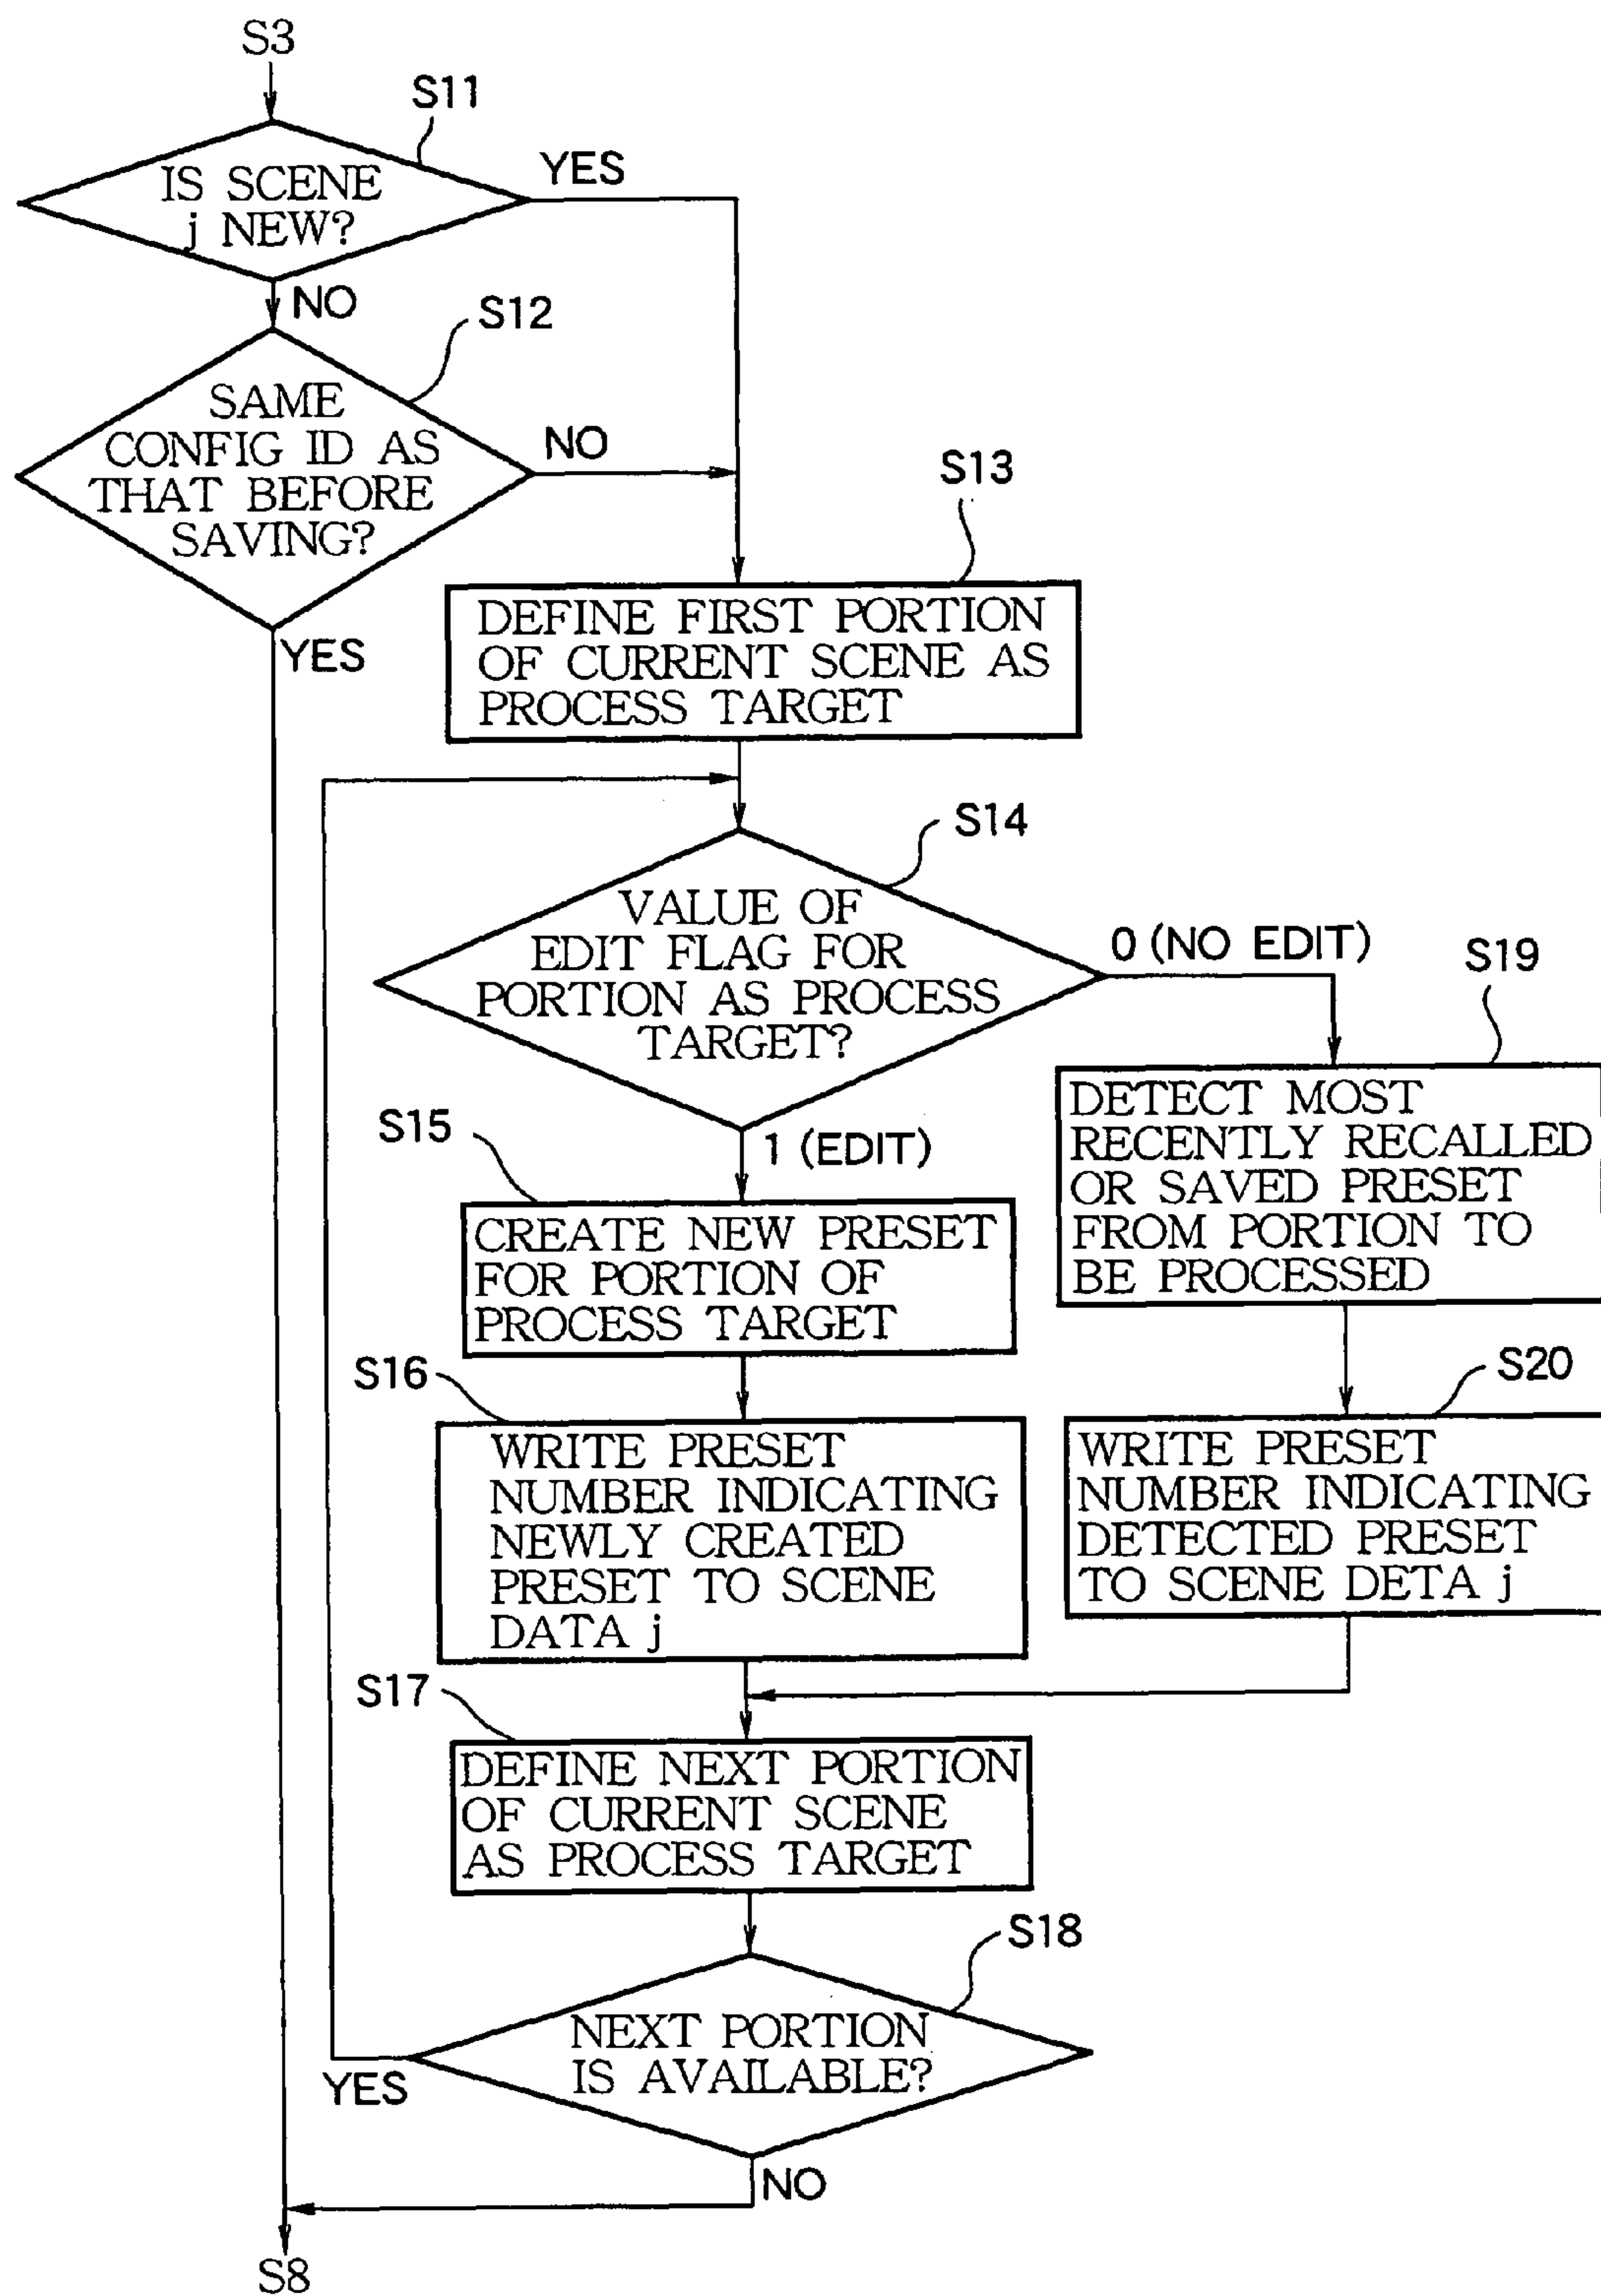 S3
S11
IS SCENE
j NEW?
YES
NO
S12
SAME
CONFIG ID AS
THAT BEFORE
SAVING?
NO
YES
S13
DEFINE FIRST PORTION
OF CURRENT SCENE AS
PROCESS TARGET
S14
VALUE OF
EDIT FLAG FOR
PORTION AS PROCESS
TARGET?
0 (NO EDIT)
1 (EDIT)
S15
CREATE NEW PRESET
FOR PORTION OF
PROCESS TARGET
S16
WRITE PRESET
NUMBER INDICATING
NEWLY CREATED
PRESET TO SCENE
DATA j
S19
DETECT MOST
RECENTLY RECALLED
OR SAVED PRESET
FROM PORTION TO
BE PROCESSED
S20
WRITE PRESET
NUMBER INDICATING
DETECTED PRESET
TO SCENE DETA j
S17
DEFINE NEXT PORTION
OF CURRENT SCENE
AS PROCESS TARGET
S18
NEXT PORTION
IS AVAILABLE?
YES
NO
S8